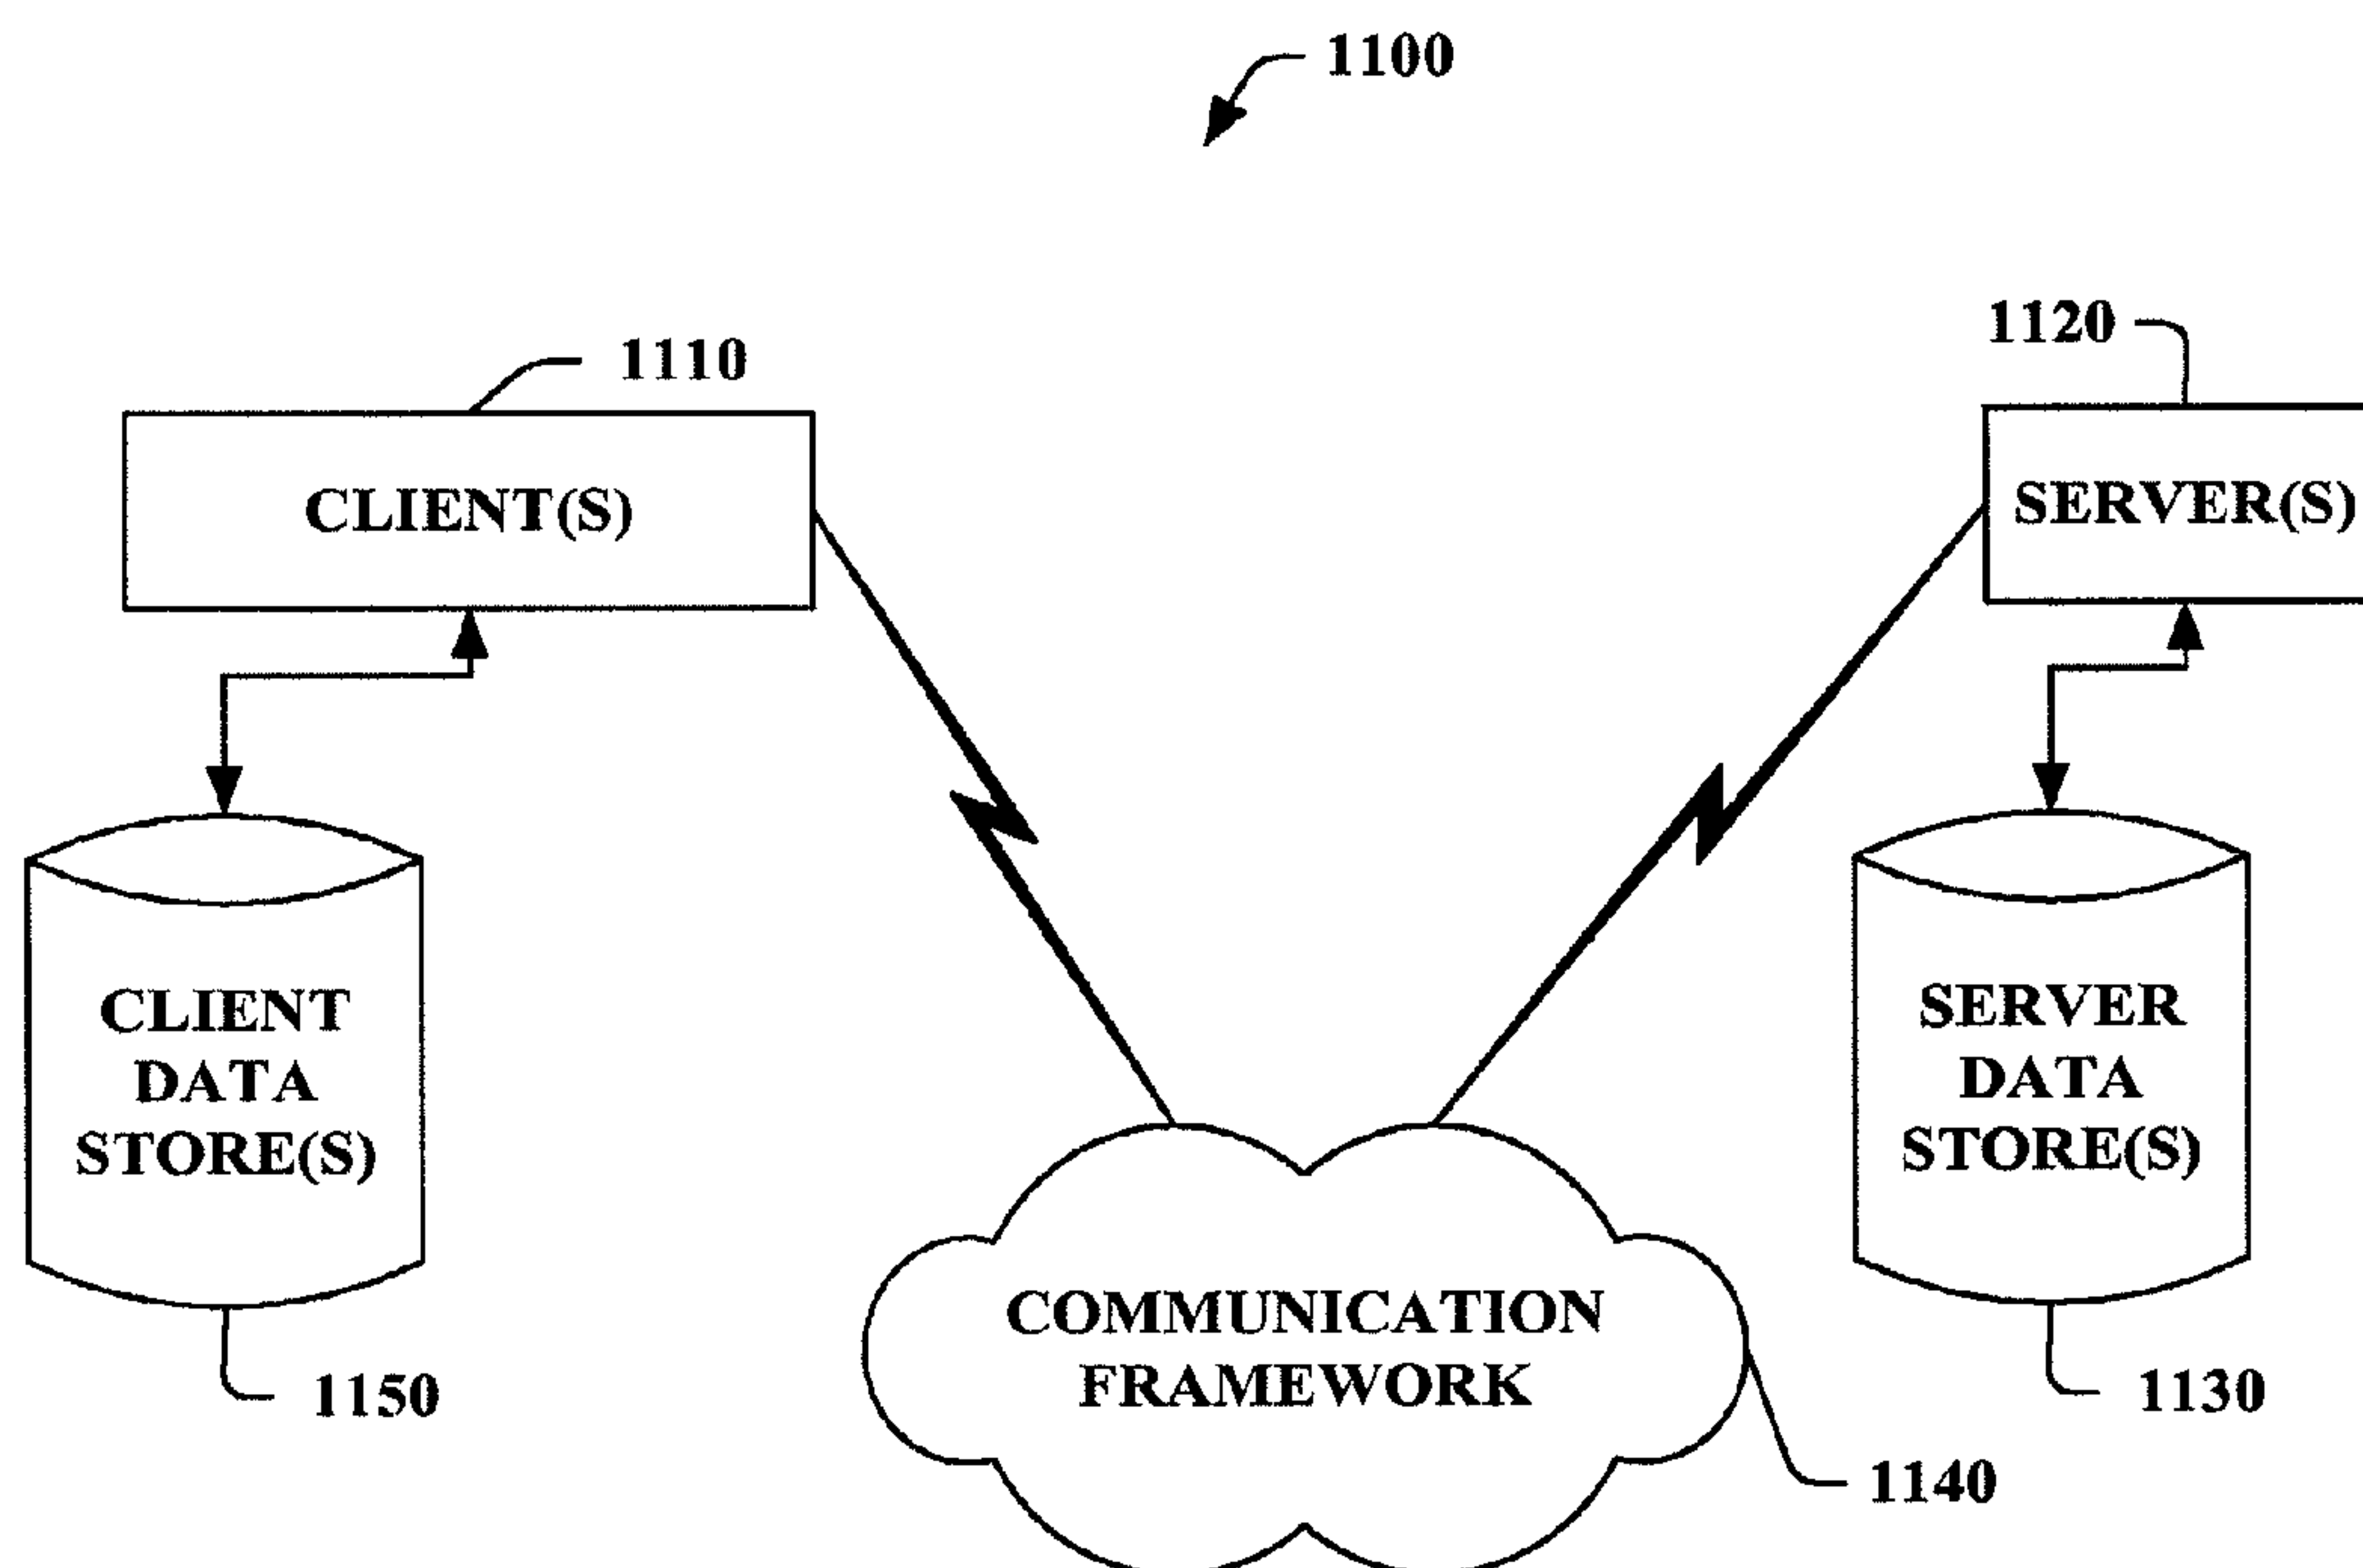 1100
1110
1120
CLIENT(S)
SERVER(S)
CLIENT
DATA
STORE(S)
SERVER
DATA
STORE(S)
COMMUNICATION
FRAMEWORK
1150
1130
1140